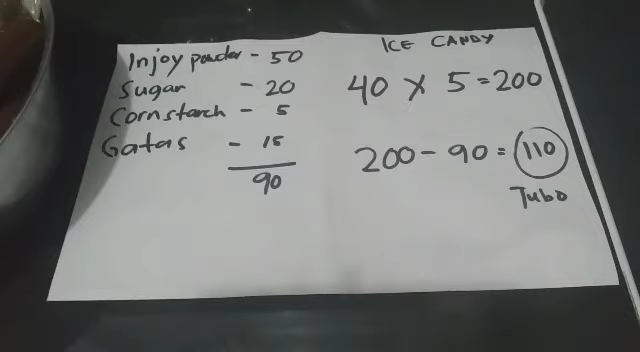 Injoy powder - 50
Sugar - 20
Cornstarch - 5
Gatas - 15
90
ICE CANDY
40 X 5 = 200
200 - 90 = 110
Tubo